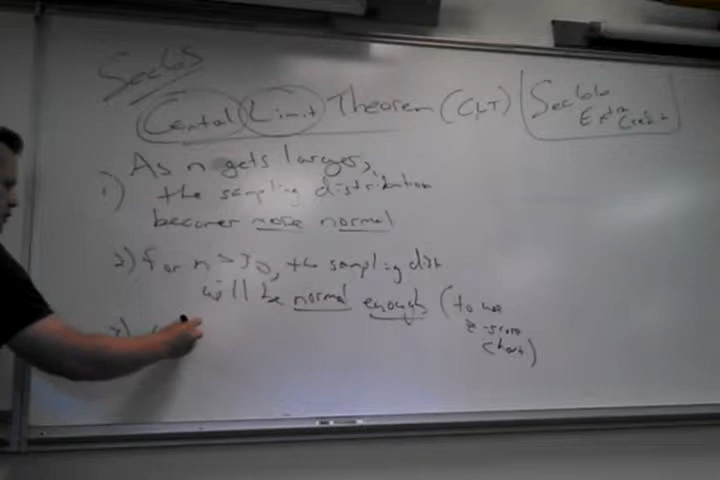 Sec 6.5
Central Limit Theorem (CLT)
Sec 6.6
Extra Credit
As n gets larger,
1) the sampling distribution
becomes more normal
2) for n > 30, the sampling dist
will be normal enough (to use
z-score
chart)
3)